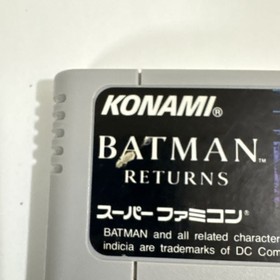 KONAMI®
BATMAN™
RETURNS
スーパーファミコン®
BATMAN and all related character
indicia are trademarks of DC Com